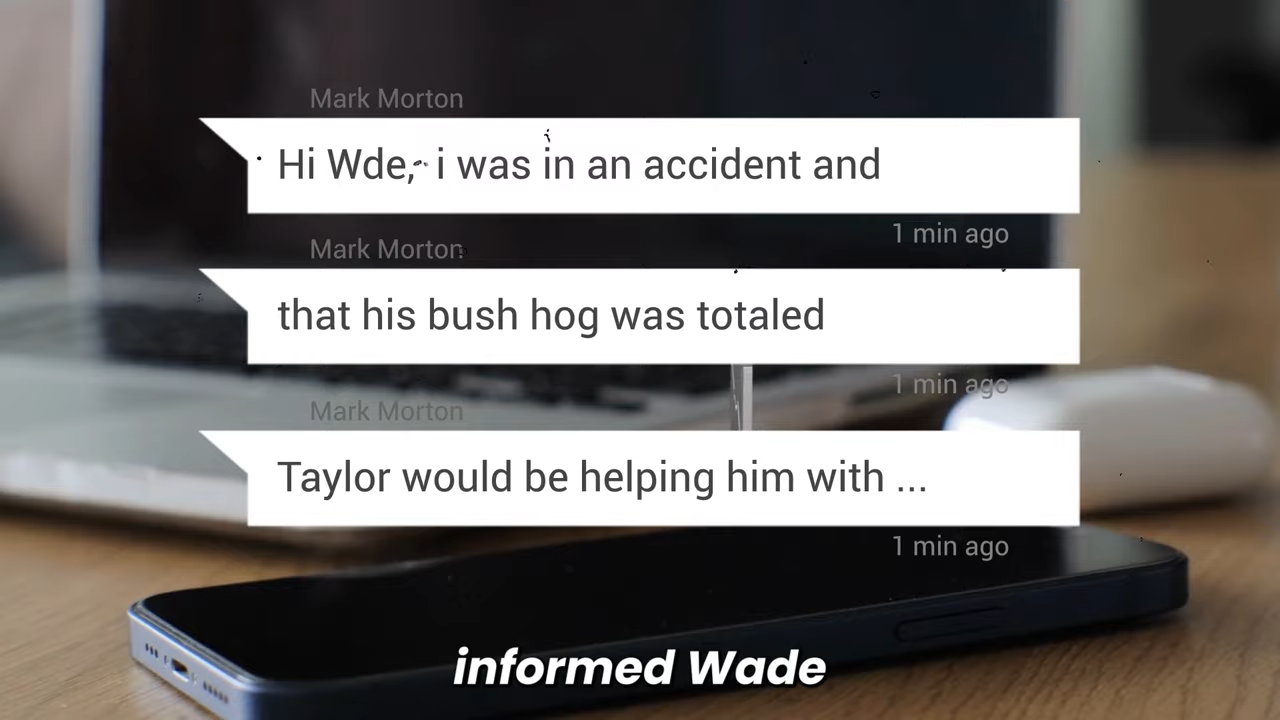 Mark Morton
Hi Wde, i was in an accident and
1 min ago
Mark Morton
that his bush hog was totaled
1 min ago
Mark Morton
Taylor would be helping him with ...
1 min ago
informed Wade